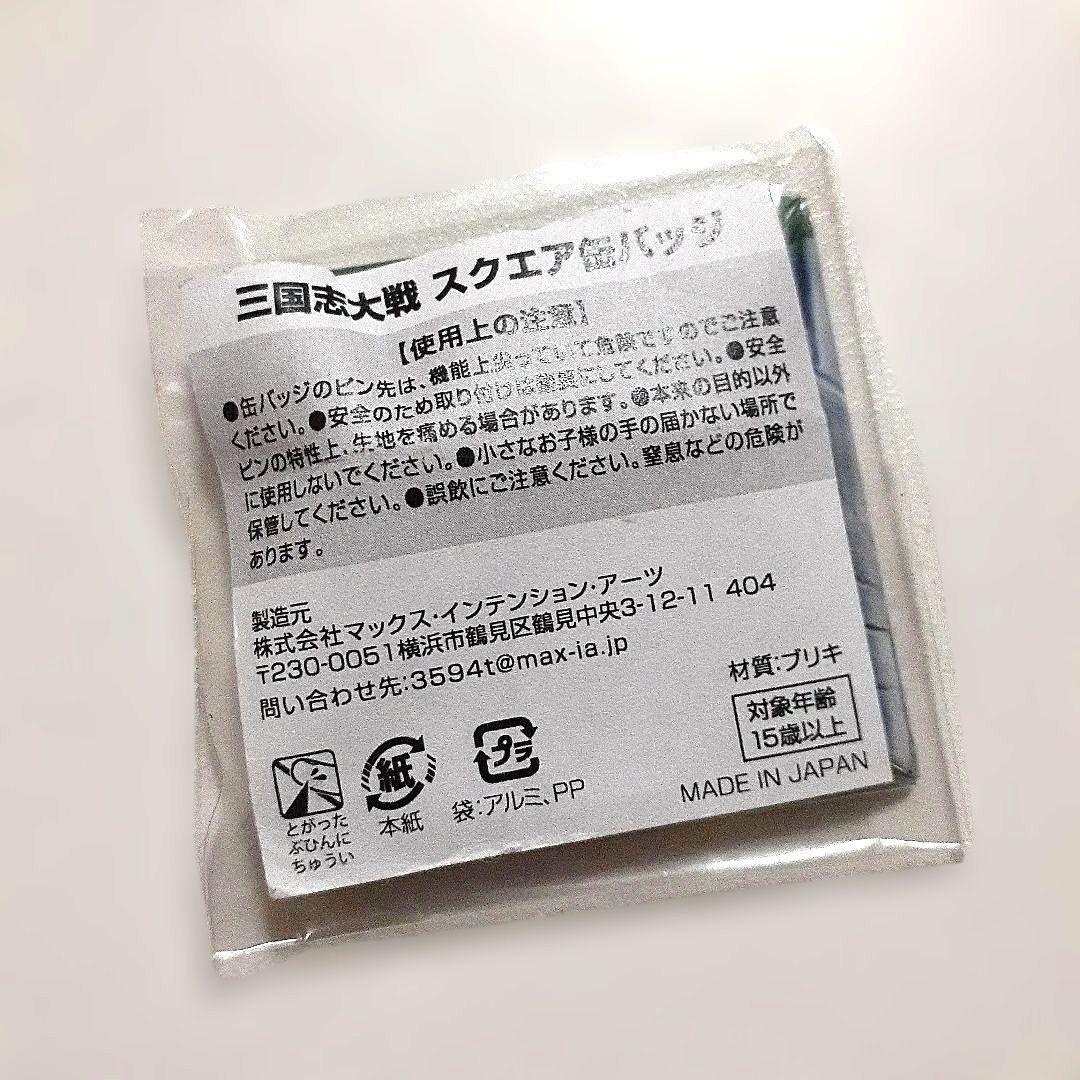 三国志大戦 スクエア缶バッジ
【使用上の注意】
●缶バッジのピン先は、機能上尖っていて危険ですのでご注意
ください。●安全のため取り付けは慎重にしてください。●安全
ピンの特性上、生地を痛める場合があります。●本来の目的以外
に使用しないでください。●小さなお子様の手の届かない場所で
保管してください。●誤飲にご注意ください。窒息などの危険が
あります。
製造元
株式会社マックス・インテンション・アーツ
〒230-0051横浜市鶴見区鶴見中央3-12-11 404
問い合わせ先:3594t@max-ia.jp
材質:ブリキ
対象年齢
15歳以上
MADE IN JAPAN
とがった
ぶひんに
ちゅうい
紙
本紙
プラ
袋:アルミ、PP